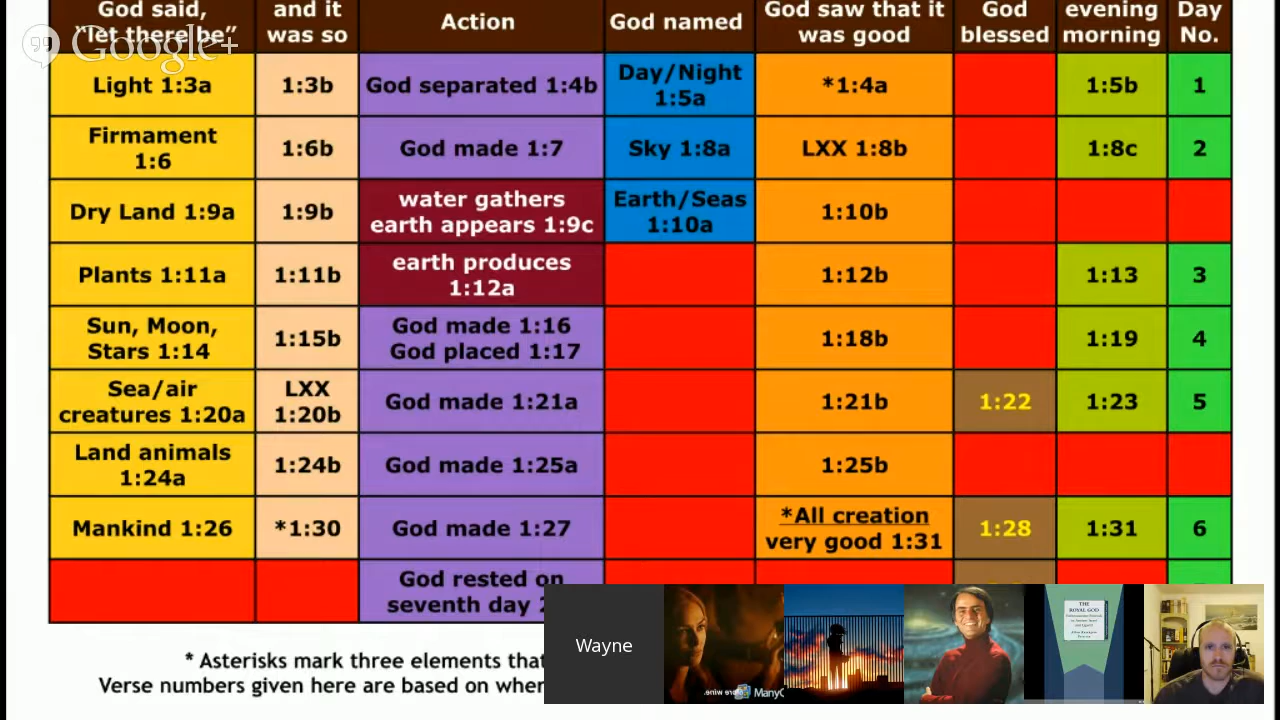 God said, and it Action God named God saw that it God evening Day
"let there be" was so was good blessed morning No.
Google+
Light 1:3a 1:3b God separated 1:4b Day/Night *1:4a 1:5b 1
1:5a
Firmament 1:6b God made 1:7 Sky 1:8a LXX 1:8b 1:8c 2
1:6
Dry Land 1:9a 1:9b water gathers Earth/Seas 1:10b
earth appears 1:9c 1:10a
Plants 1:11a 1:11b earth produces 1:12b 1:13 3
1:12a
Sun, Moon, 1:15b God made 1:16 1:18b 1:19 4
Stars 1:14 God placed 1:17
Sea/air LXX God made 1:21a 1:21b 1:22 1:23 5
creatures 1:20a 1:20b
Land animals 1:24b God made 1:25a 1:25b
1:24a
Mankind 1:26 *1:30 God made 1:27 *All creation 1:28 1:31 6
very good 1:31
God rested on
seventh day
* Asterisks mark three elements
Verse numbers given here are based on
Wayne
THE
ROYAL GOD